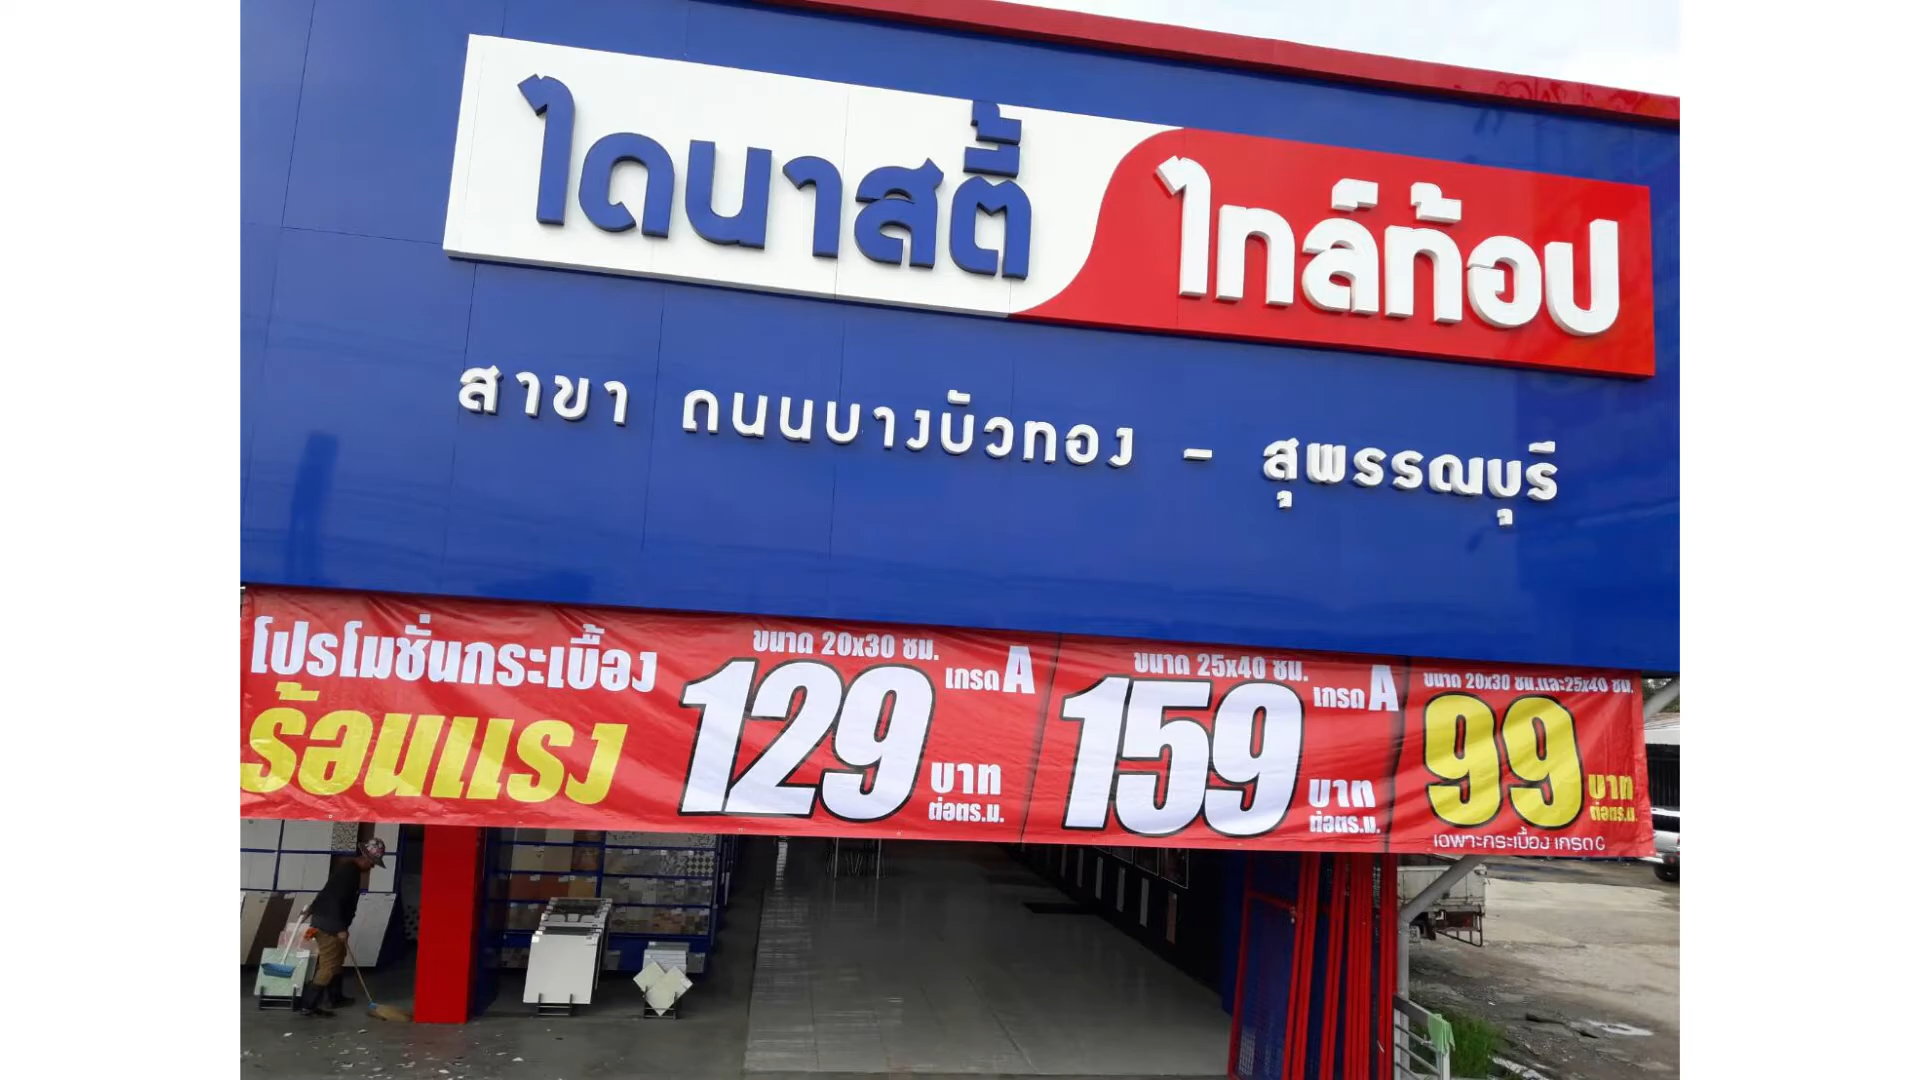 ไดนาสตี้ ไทล์ท้อป
สาขา ถนนบางบัวทอง - สุพรรณบุรี
โปรโมชั่นกระเบื้อง
ร้อนแรง
ขนาด 20x30 ซม.
129
เกรด A
บาท
ต่อตร.ม.
ขนาด 25x40 ซม.
159
เกรด A
บาท
ต่อตร.ม.
ขนาด 20x30 ซม.และ25x40 ซม.
99
บาท
ต่อตร.ม.
เฉพาะกระเบื้อง เกรด C